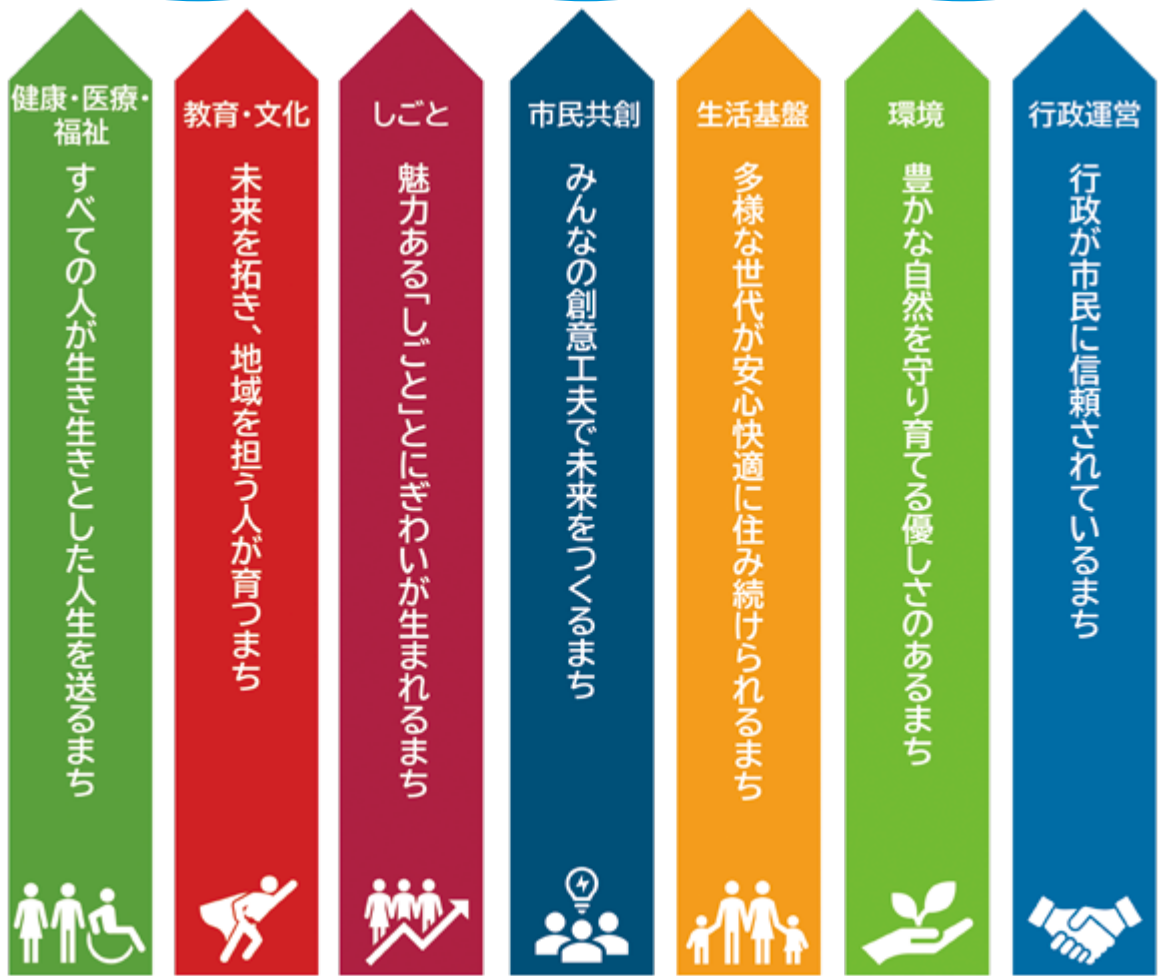 健康・医療・
福祉
すべての人が生き生きとした人生を送るまち
教育・文化
未来を拓き、地域を担う人が育つまち
しごと
魅力ある「しごと」とにぎわいが生まれるまち
市民共創
みんなの創意工夫で未来をつくるまち
生活基盤
多様な世代が安心快適に住み続けられるまち
環境
豊かな自然を守り育てる優しさのあるまち
行政運営
行政が市民に信頼されているまち